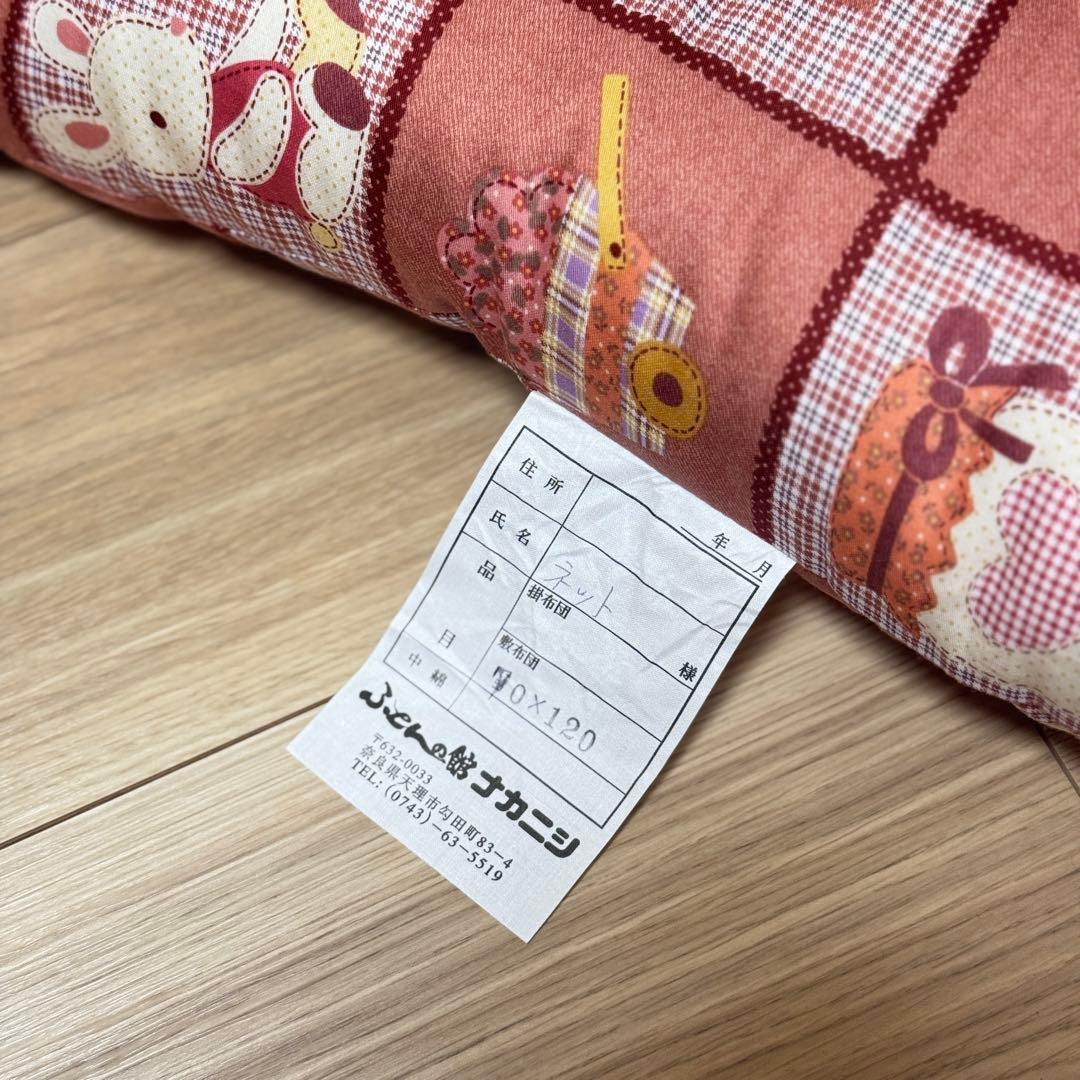 年 月
住所
氏名 ネット 様
品目 掛布団
敷布団
0×120
中綿
ふとんの館ナカニシ
〒632-0033
奈良県天理市勾田町83-4
TEL: (0743)-63-5519